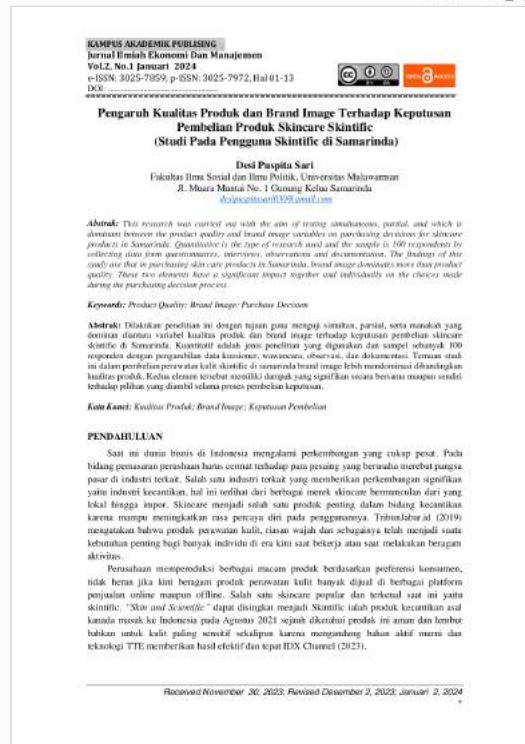 KAMPUS AKADEMIK PUBLISING
Jurnal Ilmiah Ekonomi Dan Manajemen
Vol.2, No.1 Januari 2024
e-ISSN: 3025-7859; p-ISSN: 3025-7972, Hal 01-13
DOI: ..................................................
OPEN ACCESS
Pengaruh Kualitas Produk dan Brand Image Terhadap Keputusan
Pembelian Produk Skincare Skintific
(Studi Pada Pengguna Skintific di Samarinda)
Desi Puspita Sari
Fakultas Ilmu Sosial dan Ilmu Politik, Universitas Mulawarman
Jl. Muara Muntai No. 1 Gunung Kelua Samarinda
Abstrak: This research was carried out with the aim of testing simultaneous, partial, and which is
dominant between the product quality and brand image variables on purchasing decisions for skincare
products in Samarinda. Quantitative is the type of research used and the sample is 100 respondents by
collecting data form questionnaires, interviews, observations and documentation. The findings of this
study are that in purchasing skin care products in Samarinda, brand image dominates more than product
quality. These two elements have a significant impact together and individually on the choices made
during the purchasing decision process.
Keywords: Product Quality; Brand Image; Purchase Decision
Abstrak: Dilakukan penelitian ini dengan tujuan guna menguji simultan, parsial, serta manakah yang
dominan diantara variabel kualitas produk dan brand image terhadap keputusan pembelian skincare
skintific di Samarinda. Kuantitatif adalah jenis penelitian yang digunakan dan sampel sebanyak 100
responden dengan pengambilan data kuesioner, wawancara, observasi, dan dokumentasi. Temuan studi
ini dalam pembelian perawatan kulit skintific di samarinda brand image lebih mendominasi dibandingkan
kualitas produk. Kedua elemen tersebut memiliki dampak yang signifikan secara bersama maupun sendiri
terhadap pilihan yang diambil selama proses pembelian keputusan.
Kata Kunci: Kualitas Produk; Brand Image; Keputusan Pembelian
PENDAHULUAN
Saat ini dunia bisnis di Indonesia mengalami perkembangan yang cukup pesat. Pada
bidang pemasaran perushaan harus cermat terhadap para pesaing yang berusaha merebut pangsa
pasar di industri terkait. Salah satu industri terkait yang memberikan perkembangan signifikan
yaitu industri kecantikan, hal ini terlihat dari berbagai merek skincare bermunculan dari yang
lokal hingga impor. Skincare menjadi salah satu produk penting dalam bidang kecantikan
karena mampu meningkatkan rasa percaya diri pada penggunanya. TribunJabar.id (2019)
mengatakan bahwa produk perawatan kulit, riasan wajah dan sebagainya telah menjadi suatu
kebutuhan penting bagi banyak individu di era kini saat bekerja atau saat melakukan beragam
aktivitas.
Perusahaan memproduksi berbagai macam produk berdasarkan preferensi konsumen,
tidak heran jika kini beragam produk perawatan kulit banyak dijual di berbagai platform
penjualan online maupun offline. Salah satu skincare popular dan terkenal saat ini yaitu
skintific. "Skin and Scientific" dapat disingkat menjadi Skintific ialah produk kecantikan asal
kanada masuk ke Indonesia pada Agustus 2021 sejauh diketahui produk ini aman dan lembut
bahkan untuk kulit paling sensitif sekalipun karena mengandung bahan aktif murni dan
teknologi TTE memberikan hasil efektif dan tepat IDX Channel (2023).
Received November 30, 2023; Revised Desember 2, 2023; Januari 2, 2024